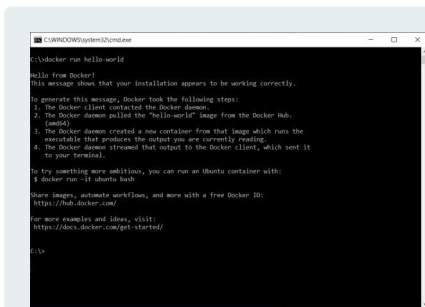 C:\WINDOWS\system32\cmd.exe
C:\>docker run hello-world
Hello from Docker!
This message shows that your installation appears to be working correctly.
To generate this message, Docker took the following steps:
1. The Docker client contacted the Docker daemon.
2. The Docker daemon pulled the "hello-world" image from the Docker Hub.
(amd64)
3. The Docker daemon created a new container from that image which runs the
executable that produces the output you are currently reading.
4. The Docker daemon streamed that output to the Docker client, which sent it
to your terminal.
To try something more ambitious, you can run an Ubuntu container with:
$ docker run -it ubuntu bash
Share images, automate workflows, and more with a free Docker ID:
https://hub.docker.com/
For more examples and ideas, visit:
https://docs.docker.com/get-started/
C:\>